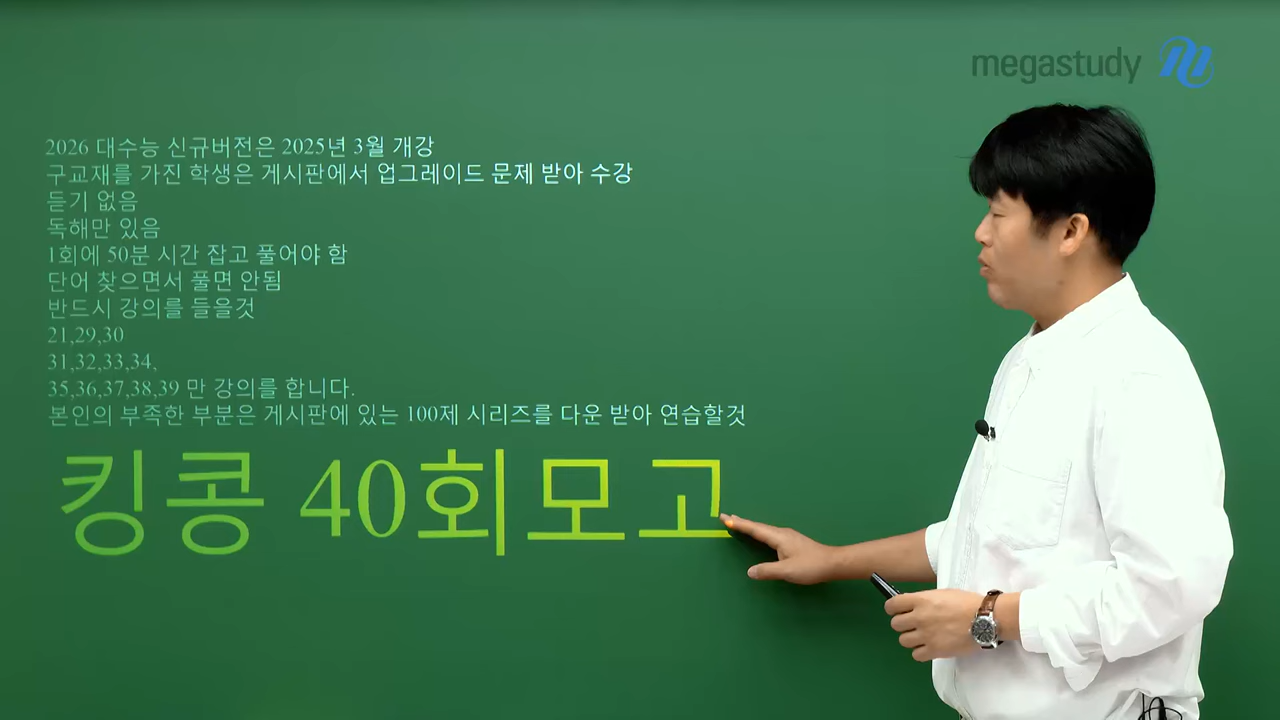 megastudy
2026 대수능 신규버전은 2025년 3월 개강
구교재를 가진 학생은 게시판에서 업그레이드 문제 받아 수강
듣기 없음
독해만 있음
1회에 50분 시간 잡고 풀어야 함
단어 찾으면서 풀면 안됨
반드시 강의를 들을것
21,29,30
31,32,33,34,
35,36,37,38,39 만 강의를 합니다.
본인의 부족한 부분은 게시판에 있는 100제 시리즈를 다운 받아 연습할것
킹콩 40회모고